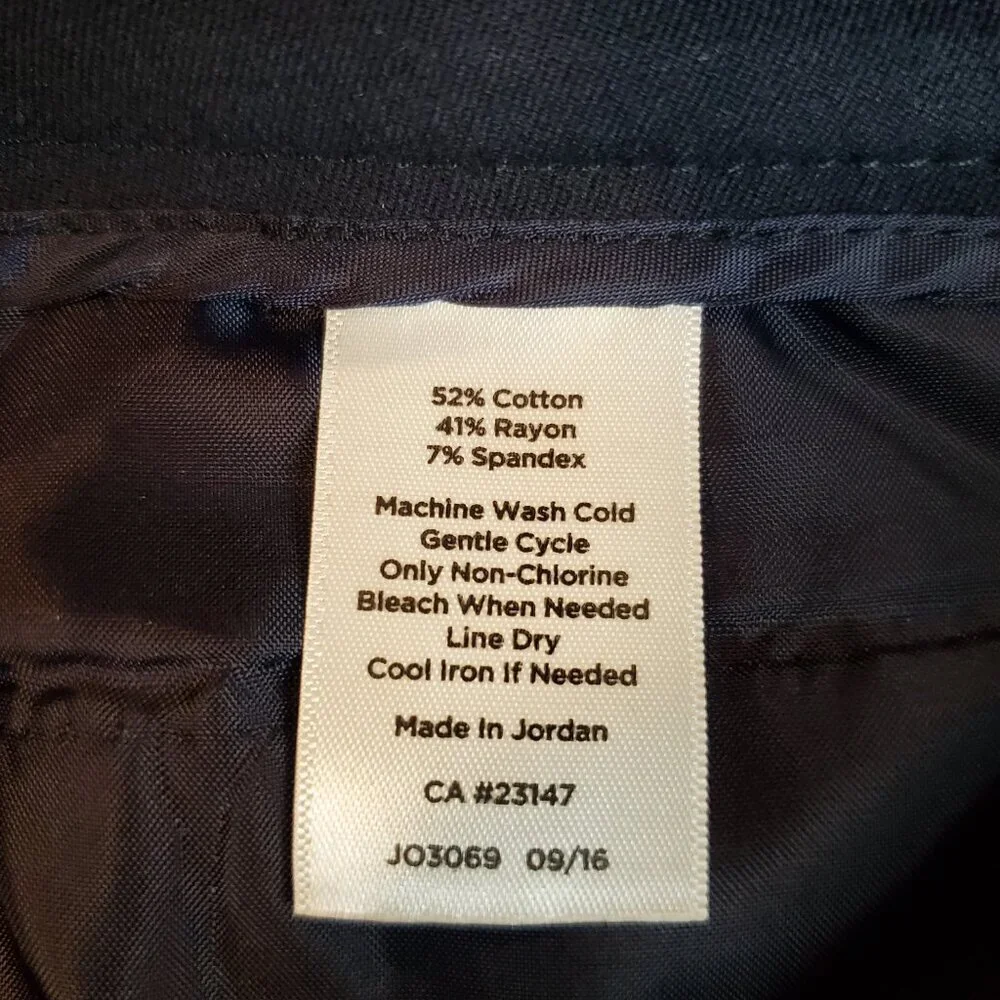 52% Cotton
41% Rayon
7% Spandex
Machine Wash Cold
Gentle Cycle
Only Non-Chlorine
Bleach When Needed
Line Dry
Cool Iron If Needed
Made In Jordan
CA #23147
JO3069 09/16